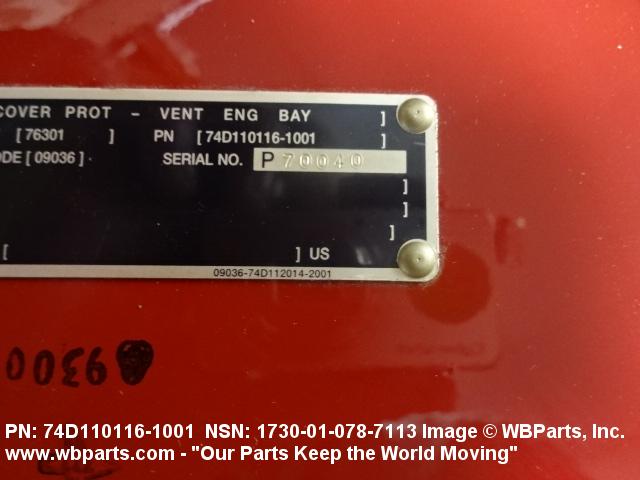 COVER PROT - VENT ENG BAY ]
[ 76301 ] PN [ 74D110116-1001 ]
ODE [ 09036 ] SERIAL NO. P 70040
]
]
]
[ ] US
09036-74D112014-2001
PN: 74D110116-1001 NSN: 1730-01-078-7113 Image © WBParts, Inc.
www.wbparts.com - "Our Parts Keep the World Moving"